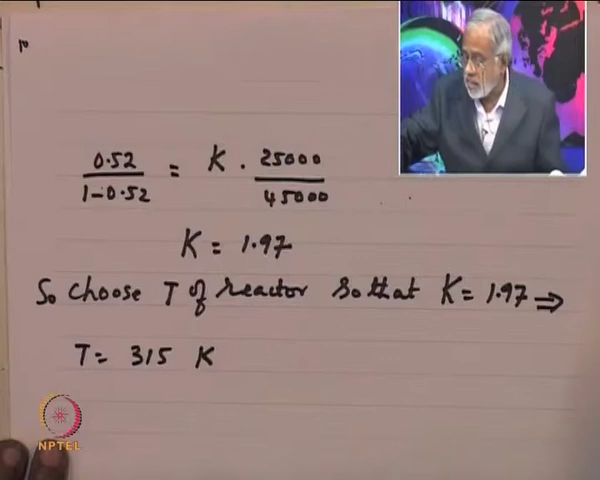 10
0.52 / 1-0.52 = K . 25000 / 45000
K = 1.97
So choose T of reactor so that K = 1.97 ⇒
T = 315 K
NPTEL